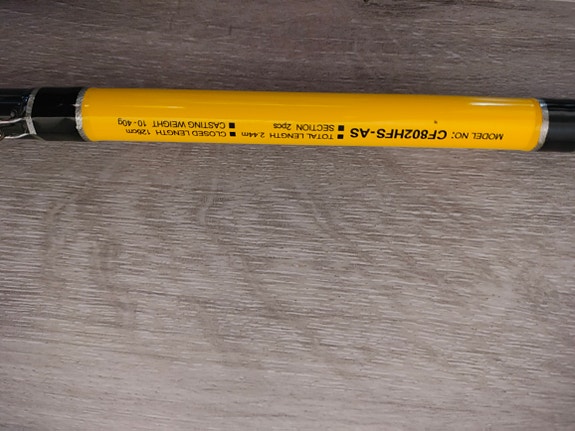 MODEL NO: CF802HFS-AS
■ TOTAL LENGTH 2.44m ■ CLOSED LENGTH 126cm
■ SECTION 2pcs ■ CASTING WEIGHT 10-40g